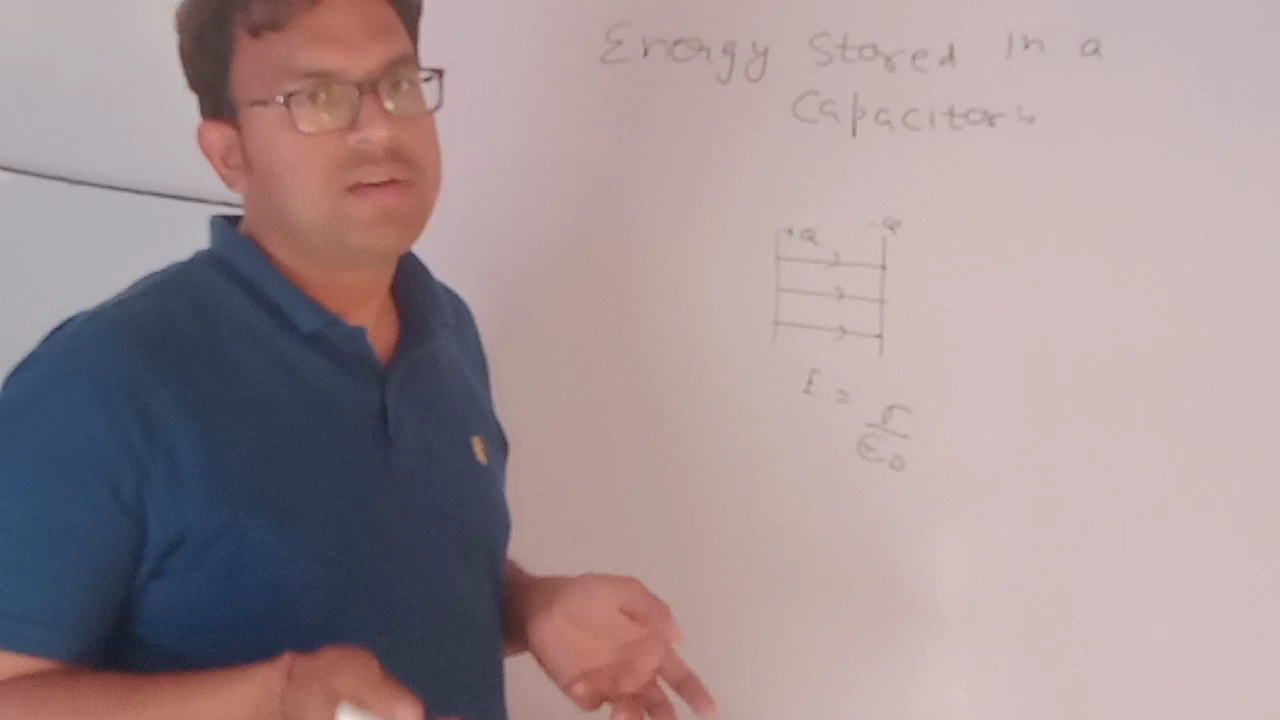 Energy Stored in a
Capacitors
+Q -Q
E = σ/ϵ0